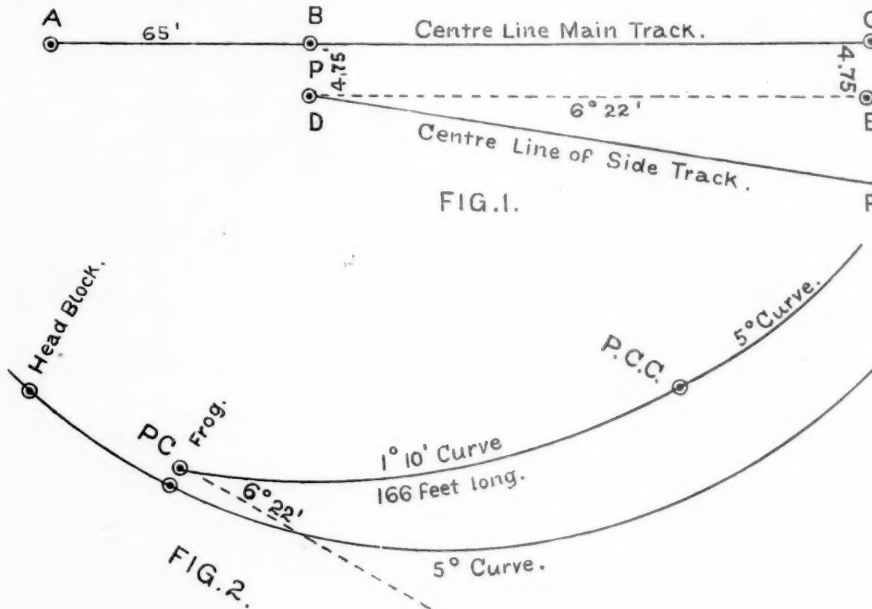 A
65'
B
Centre Line Main Track.
C
4.75'
P
4.75
D
6° 22'
E
Centre Line of Side Track.
F
FIG.1.
Head Block.
PC
Frog.
6°22'
1° 10' Curve
166 feet long.
P.C.C.
5° Curve.
5° Curve.
FIG.2.